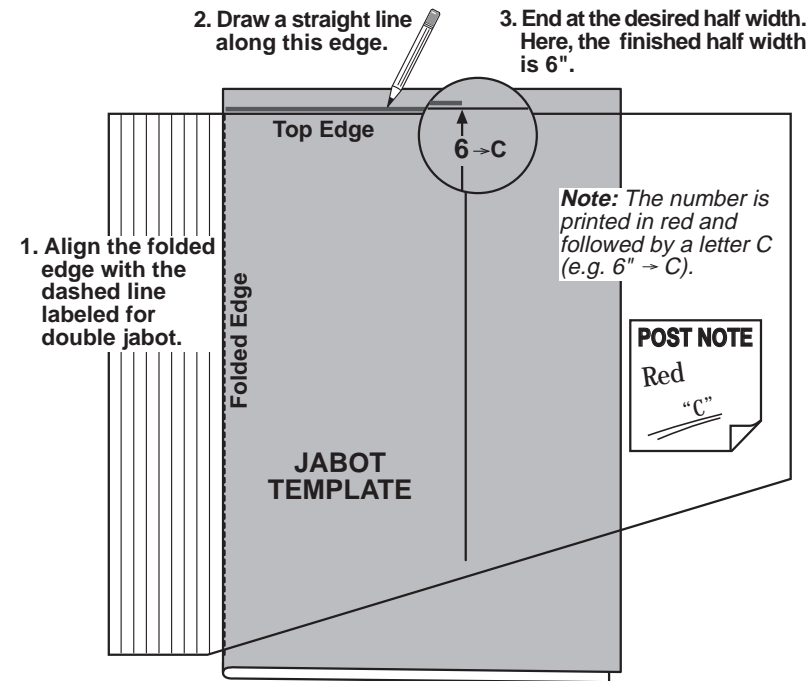 2. Draw a straight line
along this edge.
3. End at the desired half width.
Here, the finished half width
is 6".
Top Edge
6→C
Note: The number is
printed in red and
followed by a letter C
(e.g. 6" → C).
1. Align the folded
edge with the
dashed line
labeled for
double jabot.
Folded Edge
POST NOTE
Red
“C”
JABOT
TEMPLATE